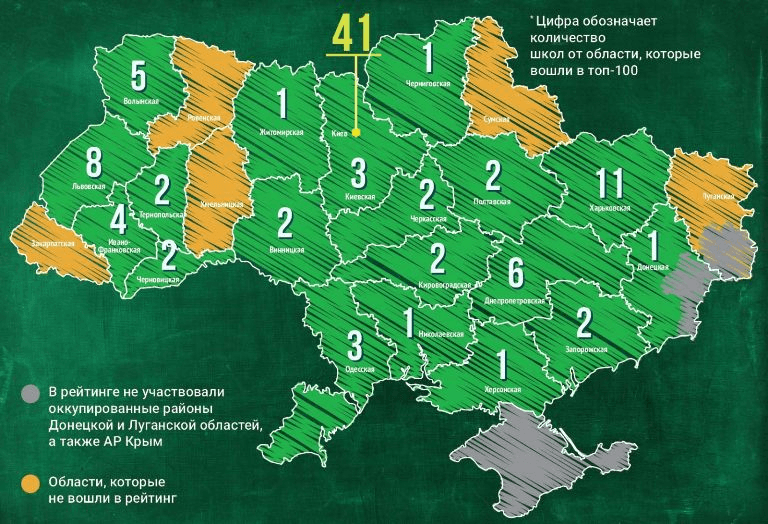 41
* Цифра обозначает
количество
школ от области, которые
вошли в топ-100
5
Волынская
Ровенская
1
Житомирская
Киев
1
Черниговская
Сумская
8
Львовская
2
Тернопольская
Хмельницкая
3
Киевская
2
Черкасская
2
Полтавская
11
Харьковская
Луганская
Закарпатская
4
Ивано-
Франковская
2
Черновицкая
2
Винницкая
2
Кировоградская
6
Днепропетровская
1
Донецкая
3
Одесская
1
Николаевская
1
Херсонская
2
Запорожская
В рейтинге не участвовали
оккупированные районы
Донецкой и Луганской областей,
а также АР Крым
Области, которые
не вошли в рейтинг